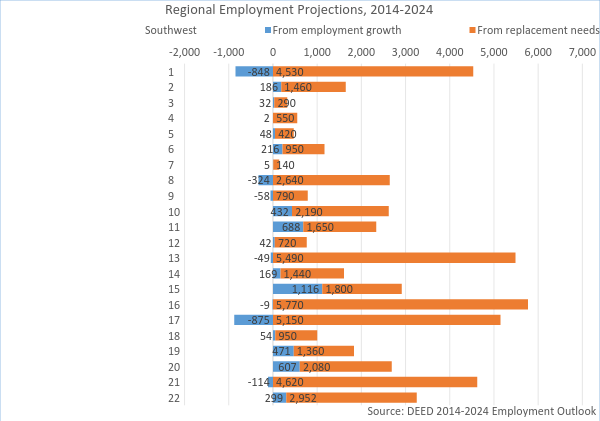 Regional Employment Projections, 2014-2024
Southwest From employment growth From replacement needs
-2,000 -1,000 0 1,000 2,000 3,000 4,000 5,000 6,000 7,000
1 -848 4,530
2 186 1,460
3 32 290
4 2 550
5 48 420
6 216 950
7 5 140
8 -324 2,640
9 -58 790
10 432 2,190
11 688 1,650
12 42 720
13 -49 5,490
14 169 1,440
15 1,116 1,800
16 -9 5,770
17 -875 5,150
18 54 950
19 471 1,360
20 607 2,080
21 -114 4,620
22 299 2,952
Source: DEED 2014-2024 Employment Outlook